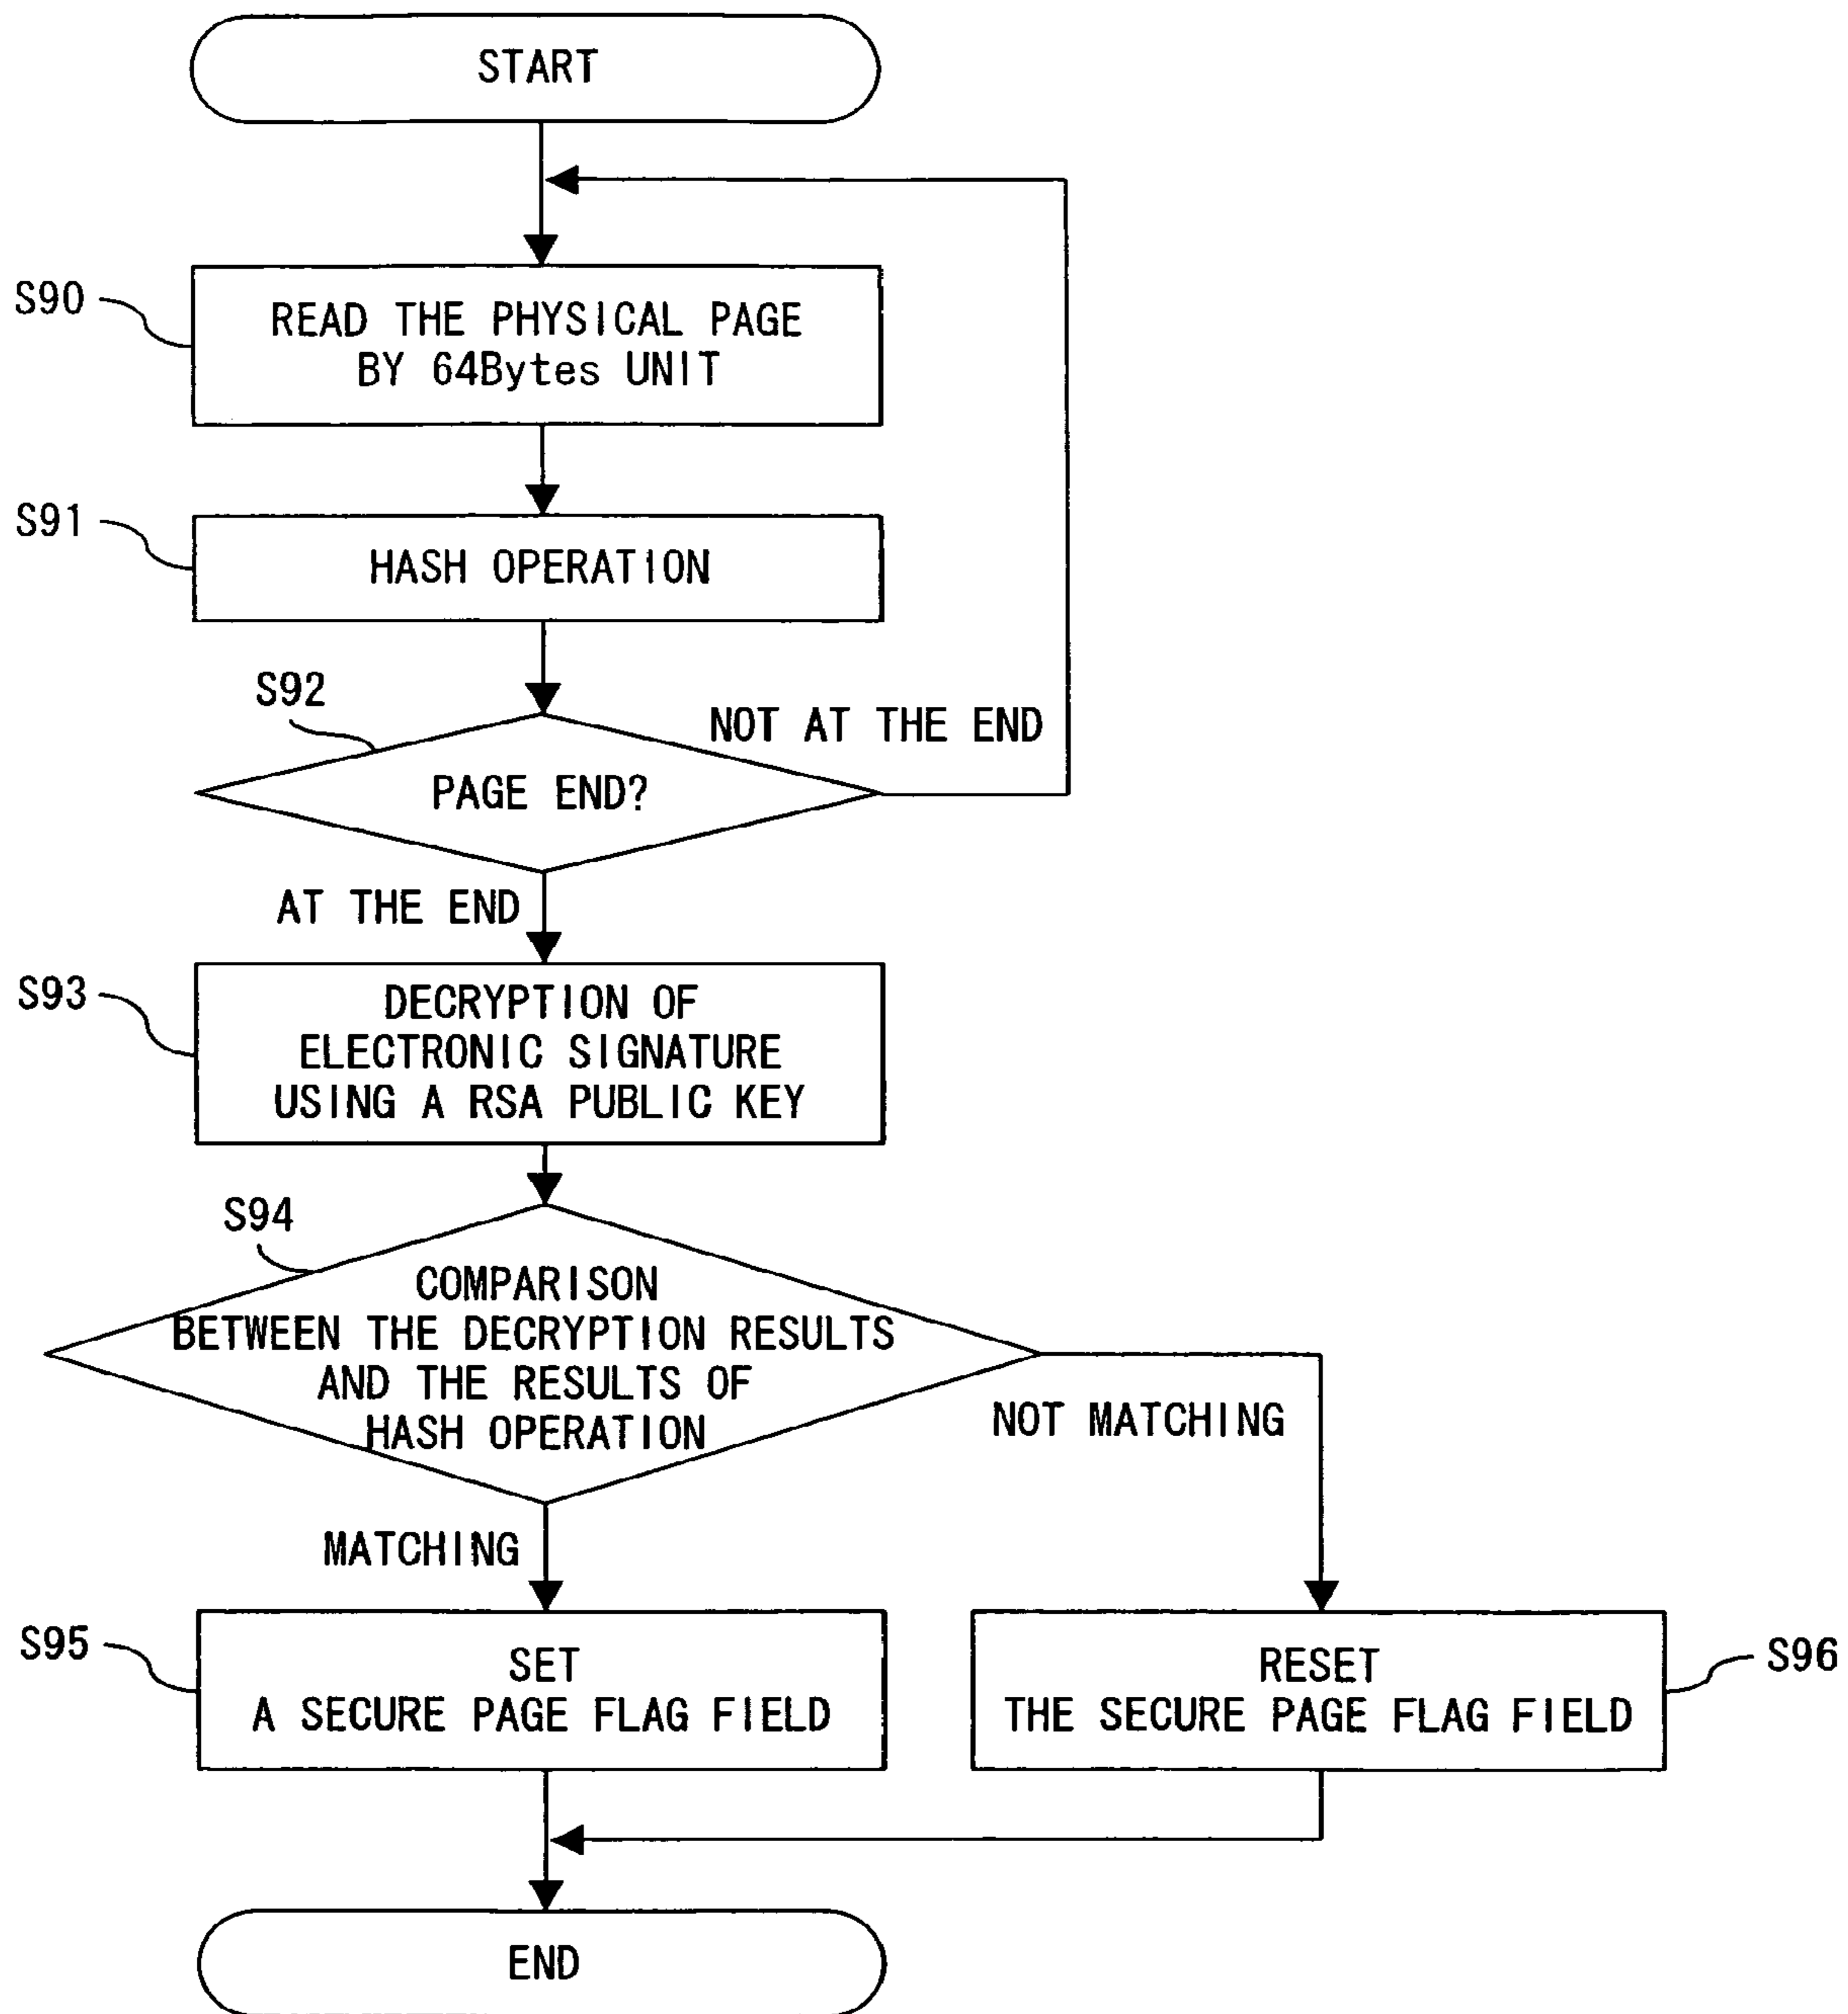 START
S90
READ THE PHYSICAL PAGE
BY 64Bytes UNIT
S91
HASH OPERATION
S92
NOT AT THE END
PAGE END?
AT THE END
S93
DECRYPTION OF
ELECTRONIC SIGNATURE
USING A RSA PUBLIC KEY
S94
COMPARISON
BETWEEN THE DECRYPTION RESULTS
AND THE RESULTS OF
HASH OPERATION
NOT MATCHING
MATCHING
S95
SET
A SECURE PAGE FLAG FIELD
RESET
THE SECURE PAGE FLAG FIELD
S96
END